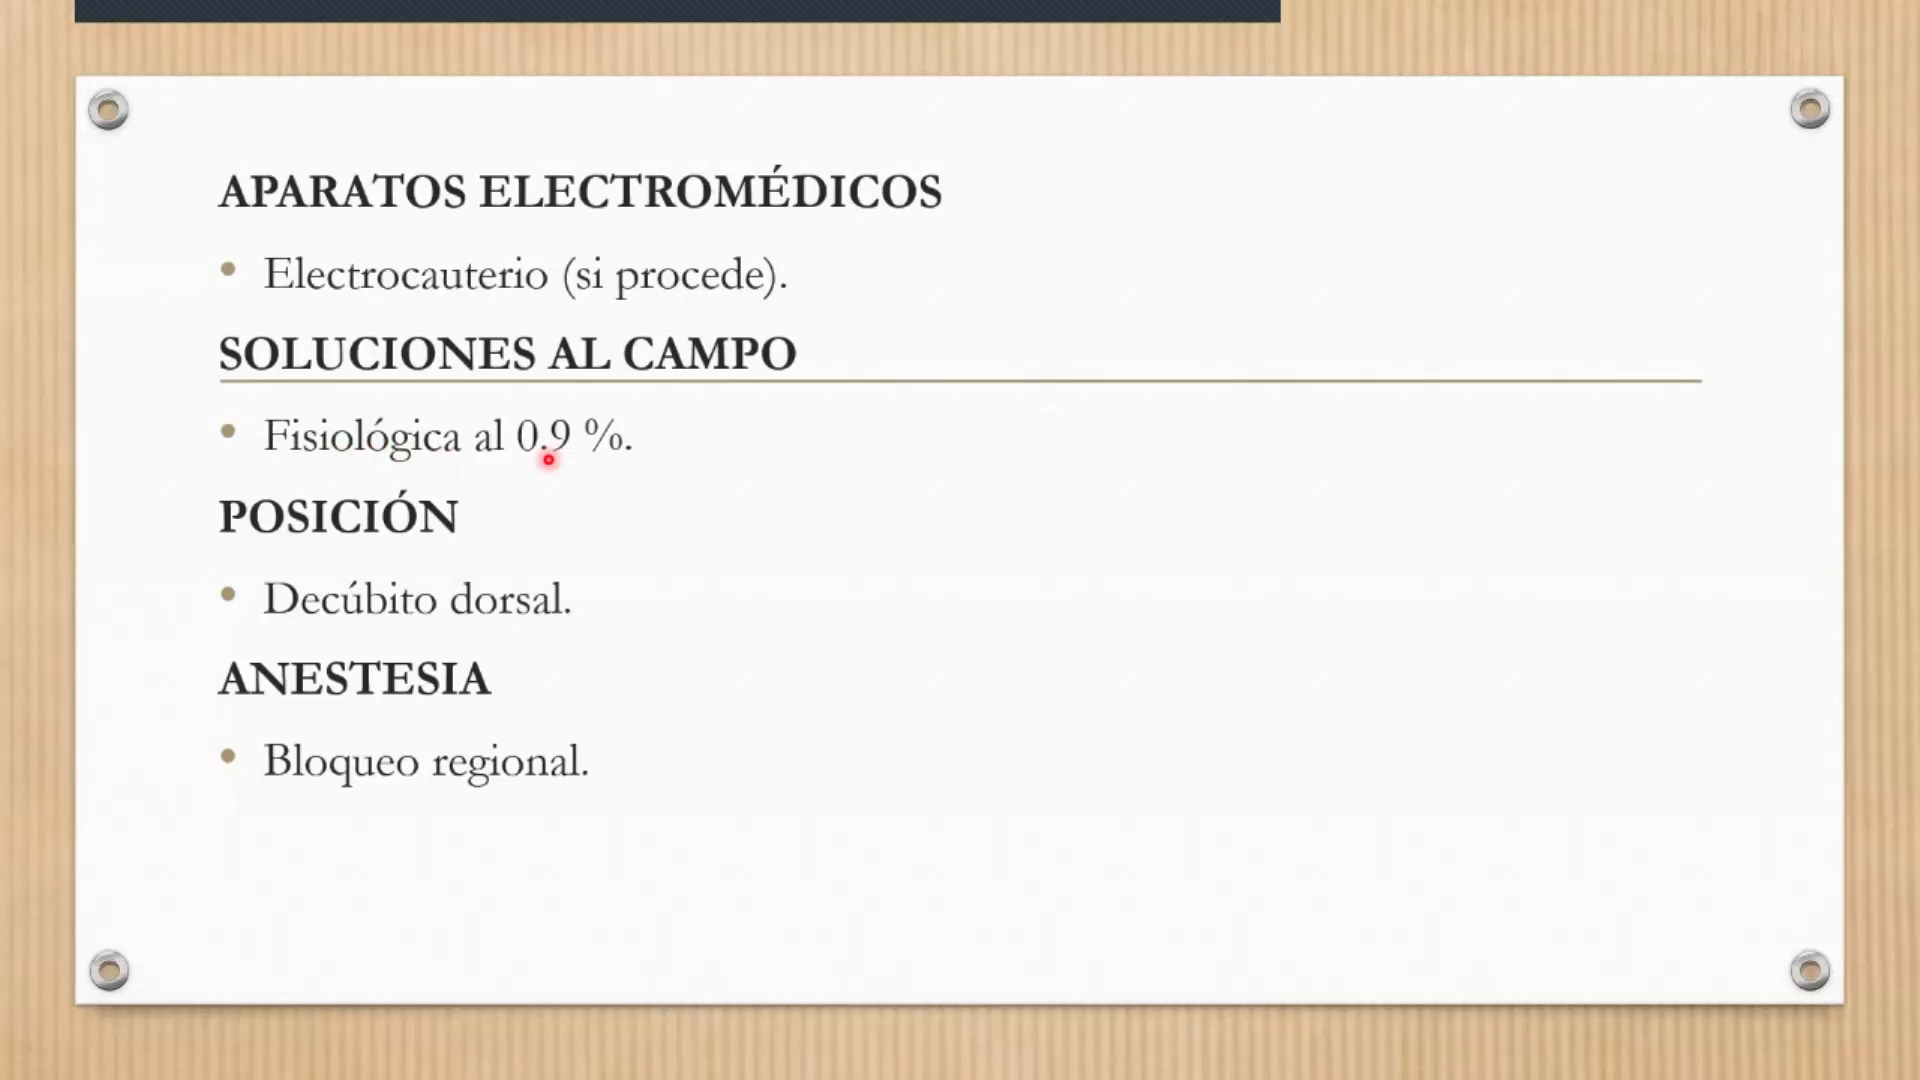 APARATOS ELECTROMÉDICOS
• Electrocauterio (si procede).
SOLUCIONES AL CAMPO
• Fisiológica al 0.9 %.
POSICIÓN
• Decúbito dorsal.
ANESTESIA
• Bloqueo regional.